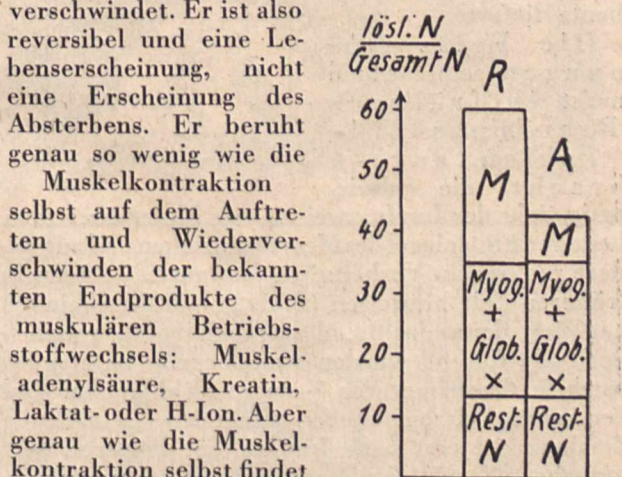 verschwindet. Er ist also
reversibel und eine Le-
benserscheinung, nicht
eine Erscheinung des
Absterbens. Er beruht
genau so wenig wie die
Muskelkontraktion
selbst auf dem Auftre-
ten und Wiederver-
schwinden der bekann-
ten Endprodukte des
muskulären Betriebs-
stoffwechsels: Muskel-
adenylsäure, Kreatin,
Laktat- oder H-Ion. Aber
genau wie die Muskel-
kontraktion selbst findet
lösl. N
Gesamt N
R
60
50
40
30
20
10
A
M
M
Myog. Myog.
+ +
Glob. Glob.
× ×
Rest- Rest-
N N